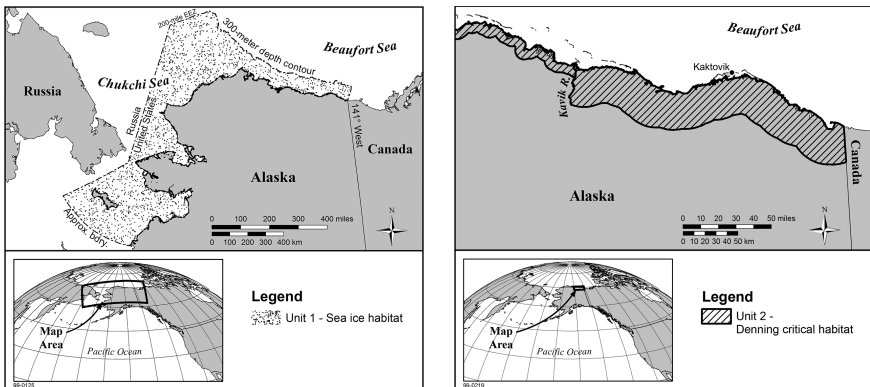 200-mile EEZ
300-meter depth contour
Beaufort Sea
Chukchi Sea
Russia
Russia
United States
141° West
Canada
Alaska
Approx. bdry.
0 100 200 300 400 miles
0 100 200 300 400 km
N
Map
Area
Pacific Ocean
99-0125
Legend
Unit 1 - Sea ice habitat
Beaufort Sea
Kaktovik
Kavik R.
Canada
Alaska
0 10 20 30 40 50 miles
0 10 20 30 40 50 km
N
Map
Area
Pacific Ocean
99-0219
Legend
Unit 2 -
Denning critical habitat